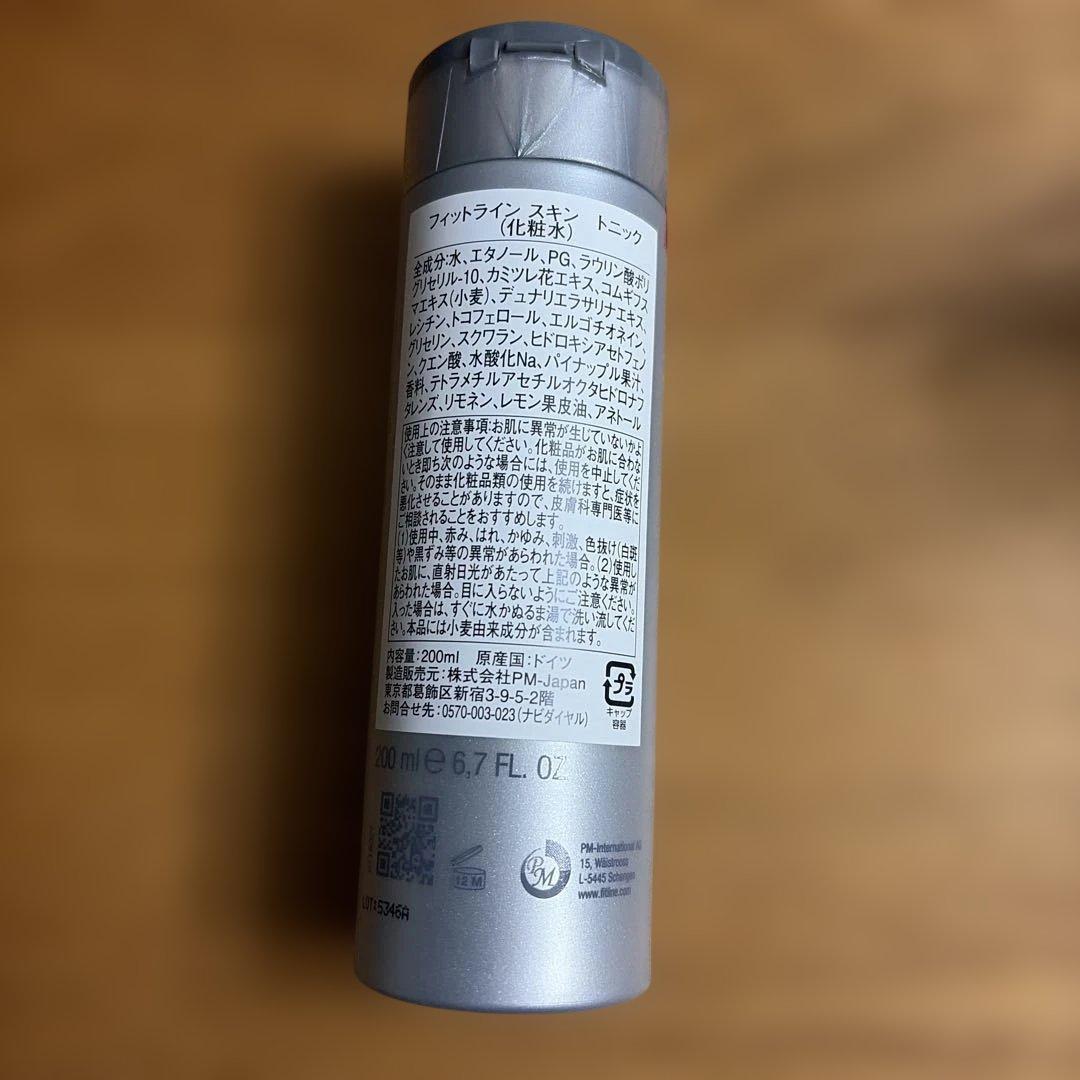 フィットライン スキン トニック
(化粧水)
全成分:水、エタノール、PG、ラウリン酸ポリ
グリセリル-10、カミツレ花エキス、コムギフス
マエキス(小麦)、デュナリエラサリナエキス、
レシチン、トコフェロール、エルゴチオネイン、
グリセリン、スクワラン、ヒドロキシアセトフェノ
ン、クエン酸、水酸化Na、パイナップル果汁、
香料、テトラメチルアセチルオクタヒドロナフ
タレンズ、リモネン、レモン果皮油、アネトール
使用上の注意事項:お肌に異常が生じていないかよ
く注意して使用してください。化粧品がお肌に合わな
いとき即ち次のような場合には、使用を中止してくだ
さい。そのまま化粧品類の使用を続けますと、症状を
悪化させることがありますので、皮膚科専門医等に
ご相談されることをおすすめします。
(1)使用中、赤み、はれ、かゆみ、刺激、色抜け(白斑
等)や黒ずみ等の異常があらわれた場合。(2)使用し
たお肌に、直射日光があたって上記のような異常が
あらわれた場合。目に入らないようにご注意ください。
入った場合は、すぐに水かぬるま湯で洗い流してくだ
さい。本品には小麦由来成分が含まれます。
内容量:200ml 原産国:ドイツ
製造販売元:株式会社PM-Japan
東京都葛飾区新宿3-9-5-2階
お問合せ先:0570-003-023(ナビダイヤル)
プラ
キャップ
容器
200 ml e 6,7 FL. OZ
12 M
PM
PM-International AG
15, Wäistrooss
L-5445 Schengen
www.fitline.com
LOT:5346A